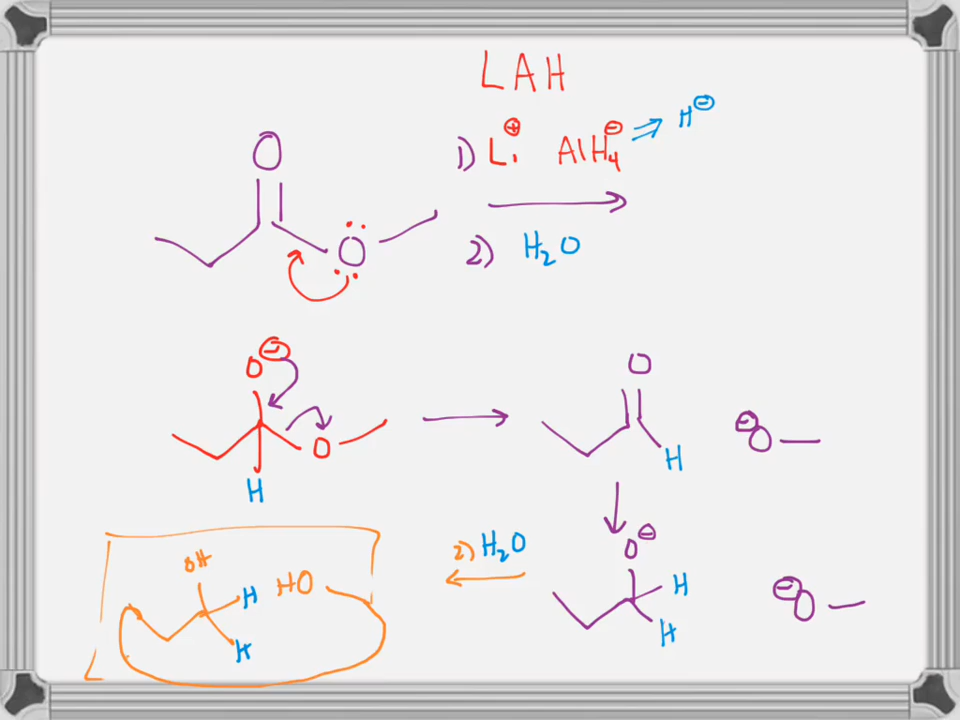 LAH
1) Li⊕ AlH₄⊖ ⇒ H⊖
O
O
2) H₂O
O⊖
O
H
O
H
⊖O
O⊖
H
H
⊖O
2) H₂O
OH
H
HO
H